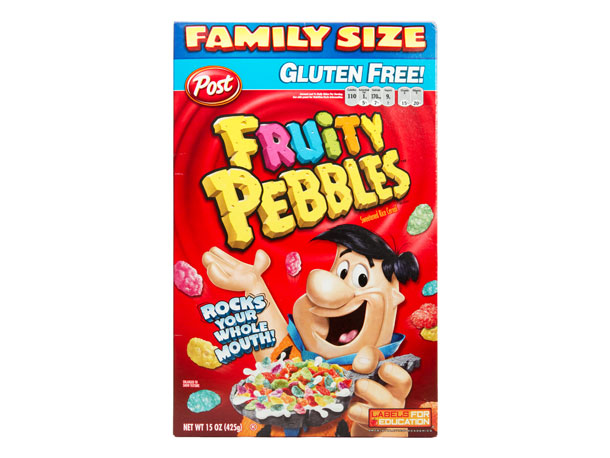 FAMILY SIZE
GLUTEN FREE!
Post
110
FRUITY
PEBBLES
Sweetened Rice Cereal
ROCKS
YOUR
WHOLE
MOUTH!
NET WT 15 OZ (425g)
LABELS FOR
EDUCATION